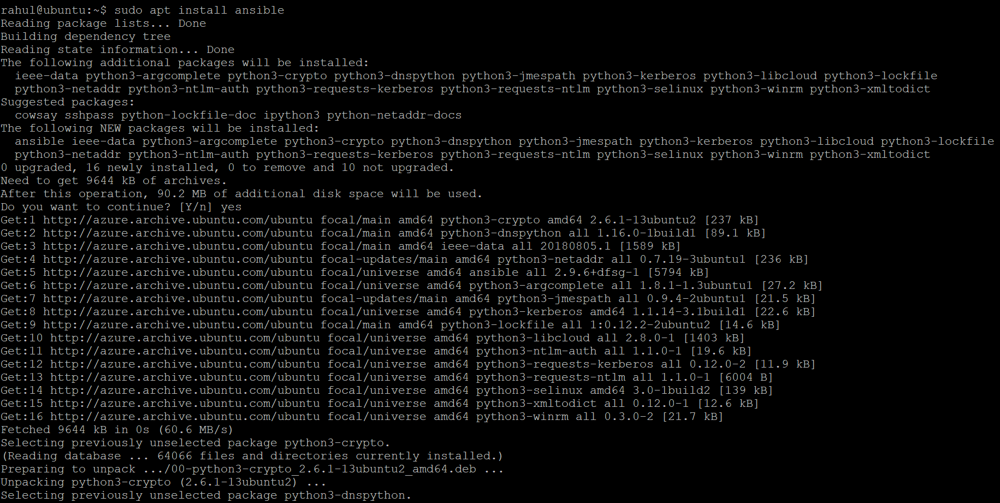 rahul@ubuntu:~$ sudo apt install ansible
Reading package lists... Done
Building dependency tree
Reading state information... Done
The following additional packages will be installed:
  ieee-data python3-argcomplete python3-crypto python3-dnspython python3-jmespath python3-kerberos python3-libcloud python3-lockfile
  python3-netaddr python3-ntlm-auth python3-requests-kerberos python3-requests-ntlm python3-selinux python3-winrm python3-xmltodict
Suggested packages:
  cowsay sshpass python-lockfile-doc ipython3 python-netaddr-docs
The following NEW packages will be installed:
  ansible ieee-data python3-argcomplete python3-crypto python3-dnspython python3-jmespath python3-kerberos python3-libcloud python3-lockfile
  python3-netaddr python3-ntlm-auth python3-requests-kerberos python3-requests-ntlm python3-selinux python3-winrm python3-xmltodict
0 upgraded, 16 newly installed, 0 to remove and 10 not upgraded.
Need to get 9644 kB of archives.
After this operation, 90.2 MB of additional disk space will be used.
Do you want to continue? [Y/n] yes
Get:1 http://azure.archive.ubuntu.com/ubuntu focal/main amd64 python3-crypto amd64 2.6.1-13ubuntu2 [237 kB]
Get:2 http://azure.archive.ubuntu.com/ubuntu focal/main amd64 python3-dnspython all 1.16.0-1build1 [89.1 kB]
Get:3 http://azure.archive.ubuntu.com/ubuntu focal/main amd64 ieee-data all 20180805.1 [1589 kB]
Get:4 http://azure.archive.ubuntu.com/ubuntu focal-updates/main amd64 python3-netaddr all 0.7.19-3ubuntu1 [236 kB]
Get:5 http://azure.archive.ubuntu.com/ubuntu focal/universe amd64 ansible all 2.9.6+dfsg-1 [5794 kB]
Get:6 http://azure.archive.ubuntu.com/ubuntu focal/universe amd64 python3-argcomplete all 1.8.1-1.3ubuntu1 [27.2 kB]
Get:7 http://azure.archive.ubuntu.com/ubuntu focal-updates/main amd64 python3-jmespath all 0.9.4-2ubuntu1 [21.5 kB]
Get:8 http://azure.archive.ubuntu.com/ubuntu focal/universe amd64 python3-kerberos amd64 1.1.14-3.1build1 [22.6 kB]
Get:9 http://azure.archive.ubuntu.com/ubuntu focal/main amd64 python3-lockfile all 1:0.12.2-2ubuntu2 [14.6 kB]
Get:10 http://azure.archive.ubuntu.com/ubuntu focal/universe amd64 python3-libcloud all 2.8.0-1 [1403 kB]
Get:11 http://azure.archive.ubuntu.com/ubuntu focal/universe amd64 python3-ntlm-auth all 1.1.0-1 [19.6 kB]
Get:12 http://azure.archive.ubuntu.com/ubuntu focal/universe amd64 python3-requests-kerberos all 0.12.0-2 [11.9 kB]
Get:13 http://azure.archive.ubuntu.com/ubuntu focal/universe amd64 python3-requests-ntlm all 1.1.0-1 [6004 B]
Get:14 http://azure.archive.ubuntu.com/ubuntu focal/universe amd64 python3-selinux amd64 3.0-1build2 [139 kB]
Get:15 http://azure.archive.ubuntu.com/ubuntu focal/universe amd64 python3-xmltodict all 0.12.0-1 [12.6 kB]
Get:16 http://azure.archive.ubuntu.com/ubuntu focal/universe amd64 python3-winrm all 0.3.0-2 [21.7 kB]
Fetched 9644 kB in 0s (60.6 MB/s)
Selecting previously unselected package python3-crypto.
(Reading database ... 64066 files and directories currently installed.)
Preparing to unpack .../00-python3-crypto_2.6.1-13ubuntu2_amd64.deb ...
Unpacking python3-crypto (2.6.1-13ubuntu2) ...
Selecting previously unselected package python3-dnspython.